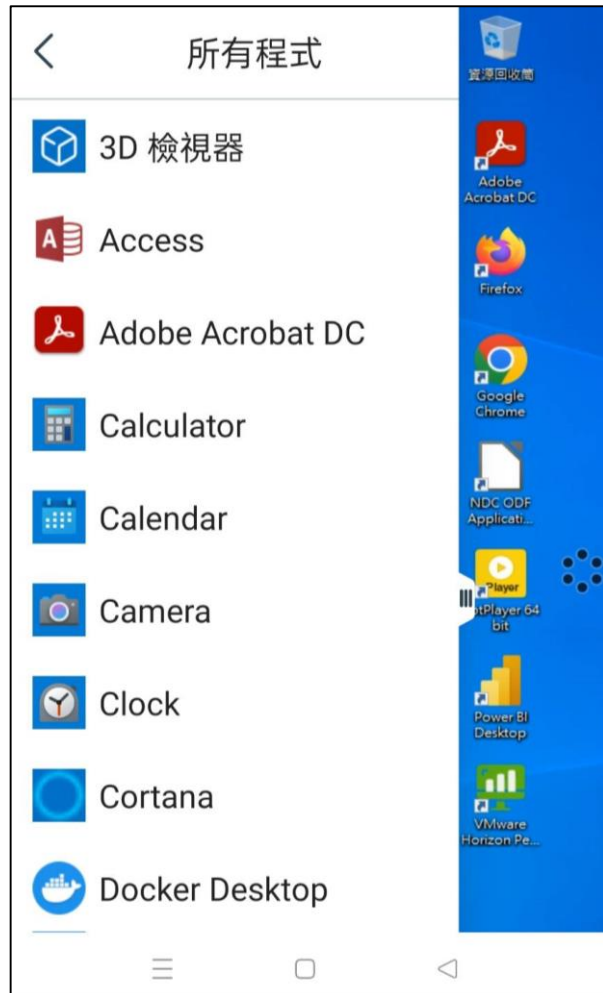 所有程式
3D 檢視器
Access
Adobe Acrobat DC
Calculator
Calendar
Camera
Clock
Cortana
Docker Desktop
資源回收筒
Adobe
Acrobat DC
Firefox
Google
Chrome
NDC ODF
Applicati...
Player
otPlayer 64
bit
Power BI
Desktop
VMware
Horizon Pe...